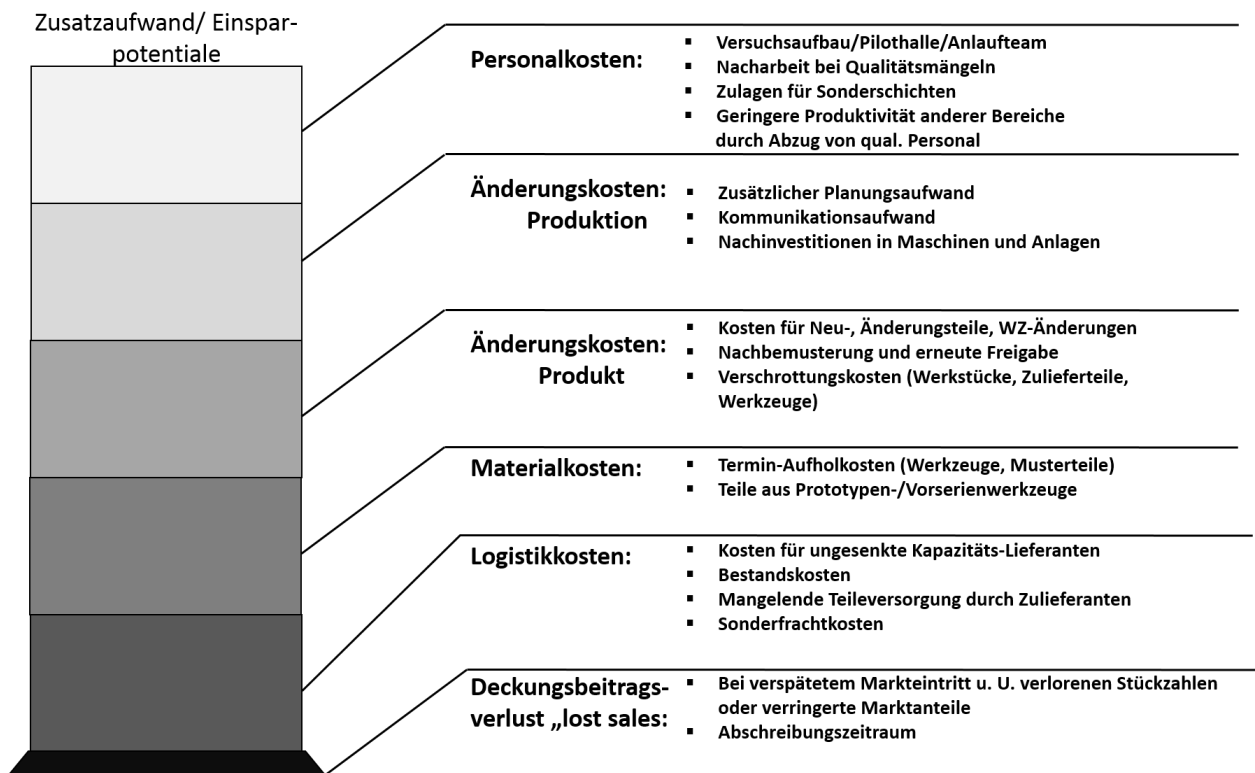 Zusatzaufwand/ Einspar-
potentiale
Personalkosten:
▪ Versuchsaufbau/Pilothalle/Anlaufteam
▪ Nacharbeit bei Qualitätsmängeln
▪ Zulagen für Sonderschichten
▪ Geringere Produktivität anderer Bereiche
durch Abzug von qual. Personal
Änderungskosten:
Produktion
▪ Zusätzlicher Planungsaufwand
▪ Kommunikationsaufwand
▪ Nachinvestitionen in Maschinen und Anlagen
Änderungskosten:
Produkt
▪ Kosten für Neu-, Änderungsteile, WZ-Änderungen
▪ Nachbemusterung und erneute Freigabe
▪ Verschrottungskosten (Werkstücke, Zulieferteile,
Werkzeuge)
Materialkosten:
▪ Termin-Aufholkosten (Werkzeuge, Musterteile)
▪ Teile aus Prototypen-/Vorserienwerkzeuge
Logistikkosten:
▪ Kosten für ungesenkte Kapazitäts-Lieferanten
▪ Bestandskosten
▪ Mangelende Teileversorgung durch Zulieferanten
▪ Sonderfrachtkosten
Deckungsbeitrags-
verlust „lost sales:
▪ Bei verspätetem Markteintritt u. U. verlorenen Stückzahlen
oder verringerte Marktanteile
▪ Abschreibungszeitraum